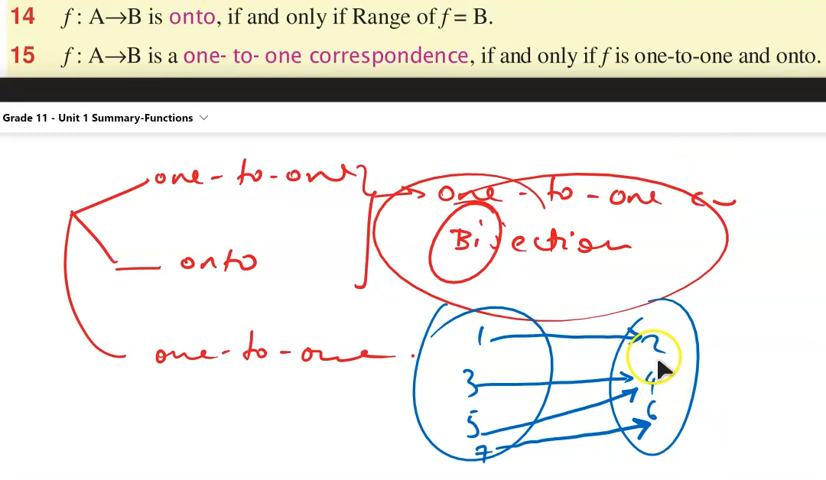 14 f : A→B is onto, if and only if Range of f = B.
15 f : A→B is a one- to- one correspondence, if and only if f is one-to-one and onto.
Grade 11 - Unit 1 Summary-Functions
one-to-one
one-to-one
Bijection
onto
one-to-one.
1 2
3 4
5 6
7